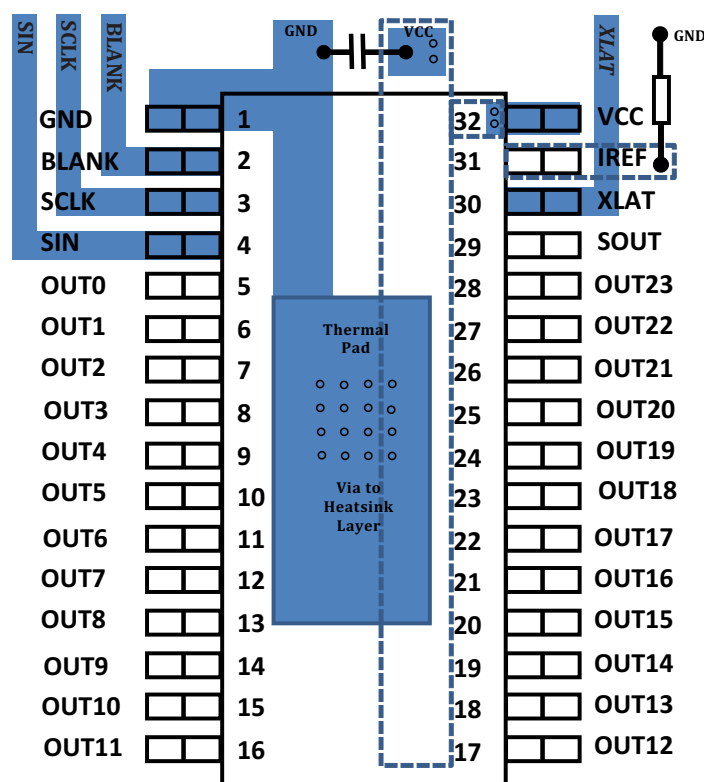 SIN
SCLK
BLANK
GND
VCC
XLAT
GND
GND 1 32 VCC
BLANK 2 31 IREF
SCLK 3 30 XLAT
SIN 4 29 SOUT
OUT0 5 28 OUT23
OUT1 6 27 OUT22
OUT2 7 26 OUT21
OUT3 8 25 OUT20
OUT4 9 24 OUT19
OUT5 10 23 OUT18
OUT6 11 22 OUT17
OUT7 12 21 OUT16
OUT8 13 20 OUT15
OUT9 14 19 OUT14
OUT10 15 18 OUT13
OUT11 16 17 OUT12
Thermal
Pad
Via to
Heatsink
Layer